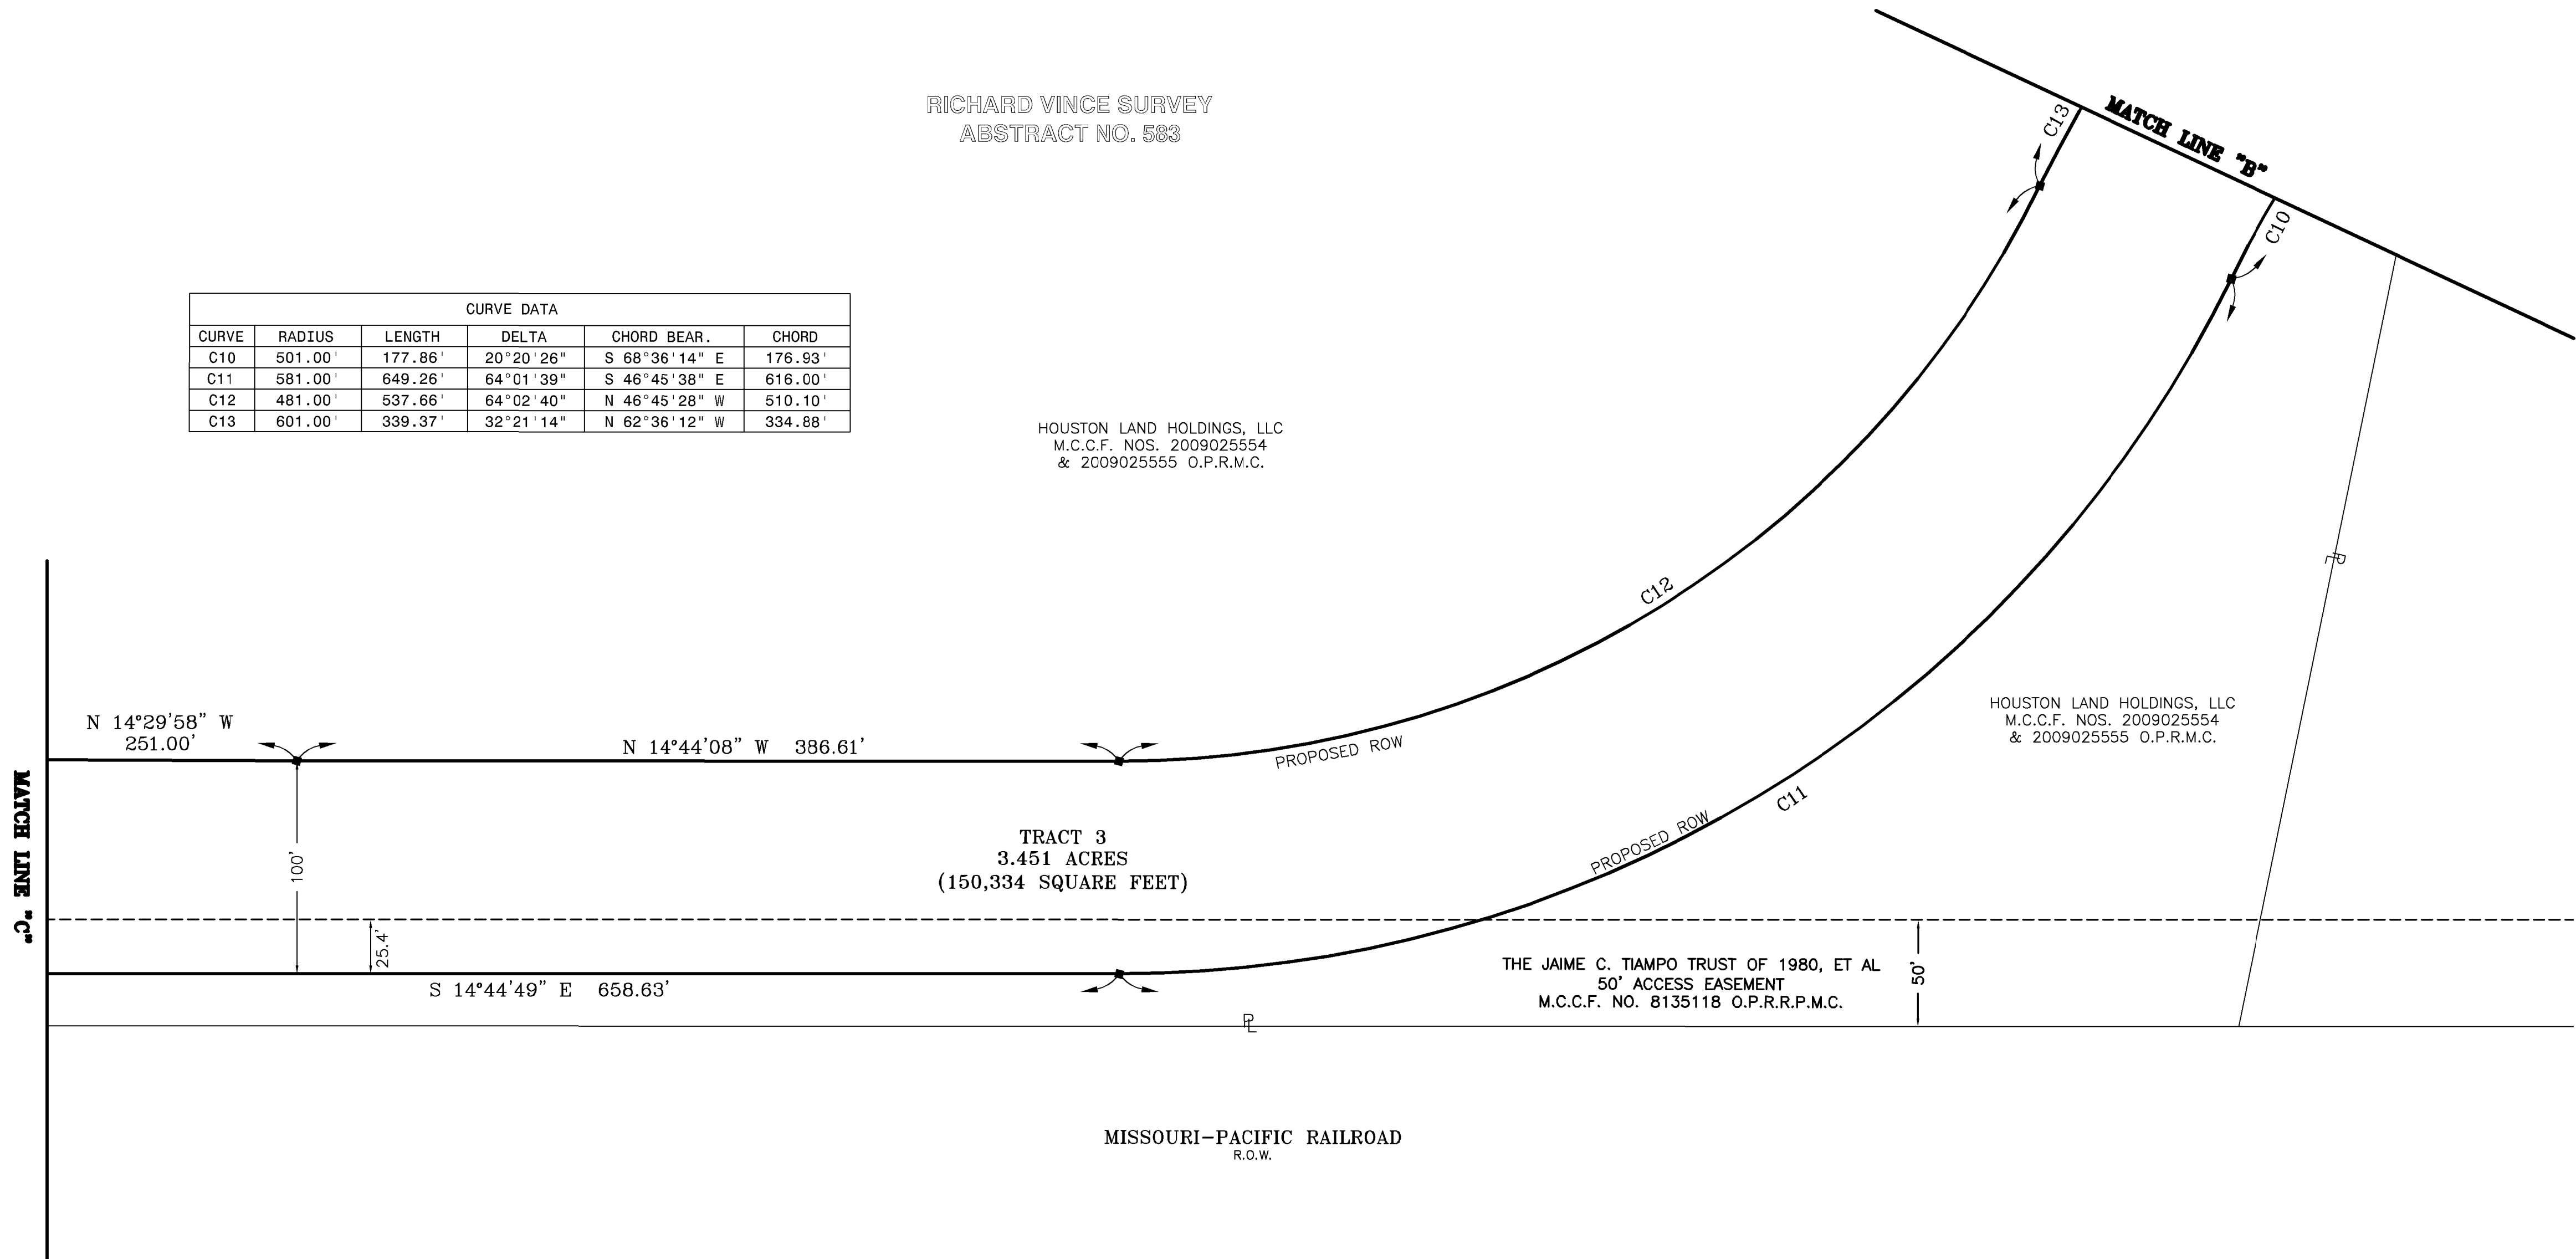 RICHARD VINCE SURVEY
ABSTRACT NO. 583
C13
MATCH LINE "B"
C10
CURVE DATA
CURVE RADIUS LENGTH DELTA CHORD BEAR. CHORD
C10 501.00' 177.86' 20°20'26" S 68°36'14" E 176.93'
C11 581.00' 649.26' 64°01'39" S 46°45'38" E 616.00'
C12 481.00' 537.66' 64°02'40" N 46°45'28" W 510.10'
C13 601.00' 339.37' 32°21'14" N 62°36'12" W 334.88'
HOUSTON LAND HOLDINGS, LLC
M.C.C.F. NOS. 2009025554
& 2009025555 O.P.R.M.C.
PL
C12
HOUSTON LAND HOLDINGS, LLC
M.C.C.F. NOS. 2009025554
& 2009025555 O.P.R.M.C.
N 14°29'58" W
251.00'
N 14°44'08" W 386.61'
PROPOSED ROW
C11
PROPOSED ROW
MATCH LINE "C"
100'
TRACT 3
3.451 ACRES
(150,334 SQUARE FEET)
25.4'
S 14°44'49" E 658.63'
THE JAIME C. TIAMPO TRUST OF 1980, ET AL
50' ACCESS EASEMENT
M.C.C.F. NO. 8135118 O.P.R.R.P.M.C.
50'
PL
MISSOURI-PACIFIC RAILROAD
R.O.W.